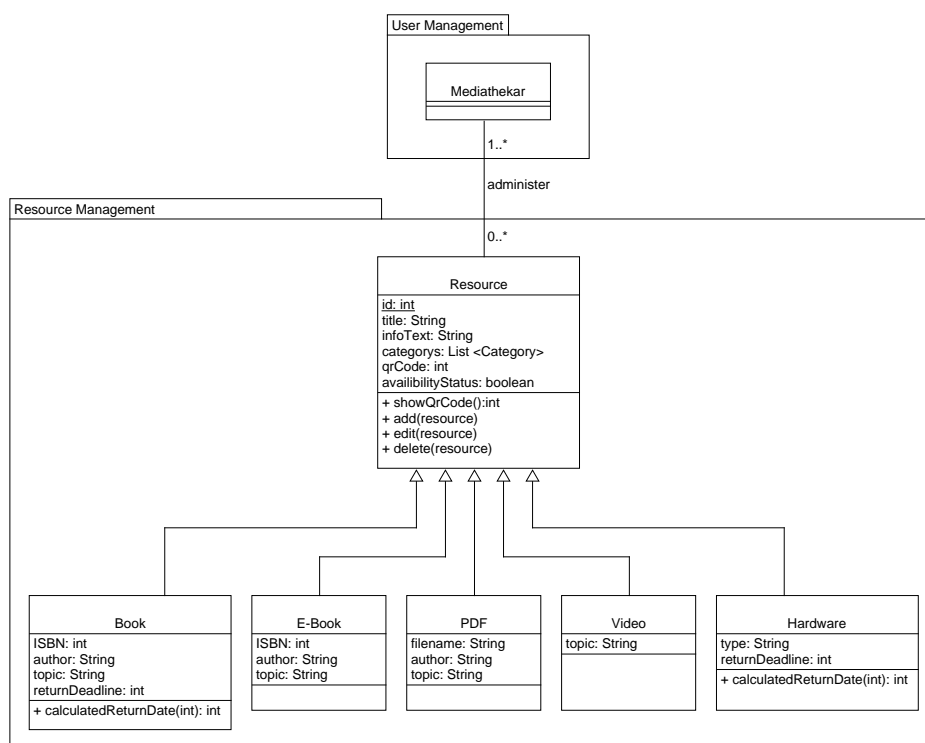 User Management
Mediathekar
1..*
administer
Resource Management
0..*
Resource
id: int
title: String
infoText: String
categorys: List <Category>
qrCode: int
availibilityStatus: boolean
+ showQrCode():int
+ add(resource)
+ edit(resource)
+ delete(resource)
Book
ISBN: int
author: String
topic: String
returnDeadline: int
+ calculatedReturnDate(int): int
E-Book
ISBN: int
author: String
topic: String
PDF
filename: String
author: String
topic: String
Video
topic: String
Hardware
type: String
returnDeadline: int
+ calculatedReturnDate(int): int